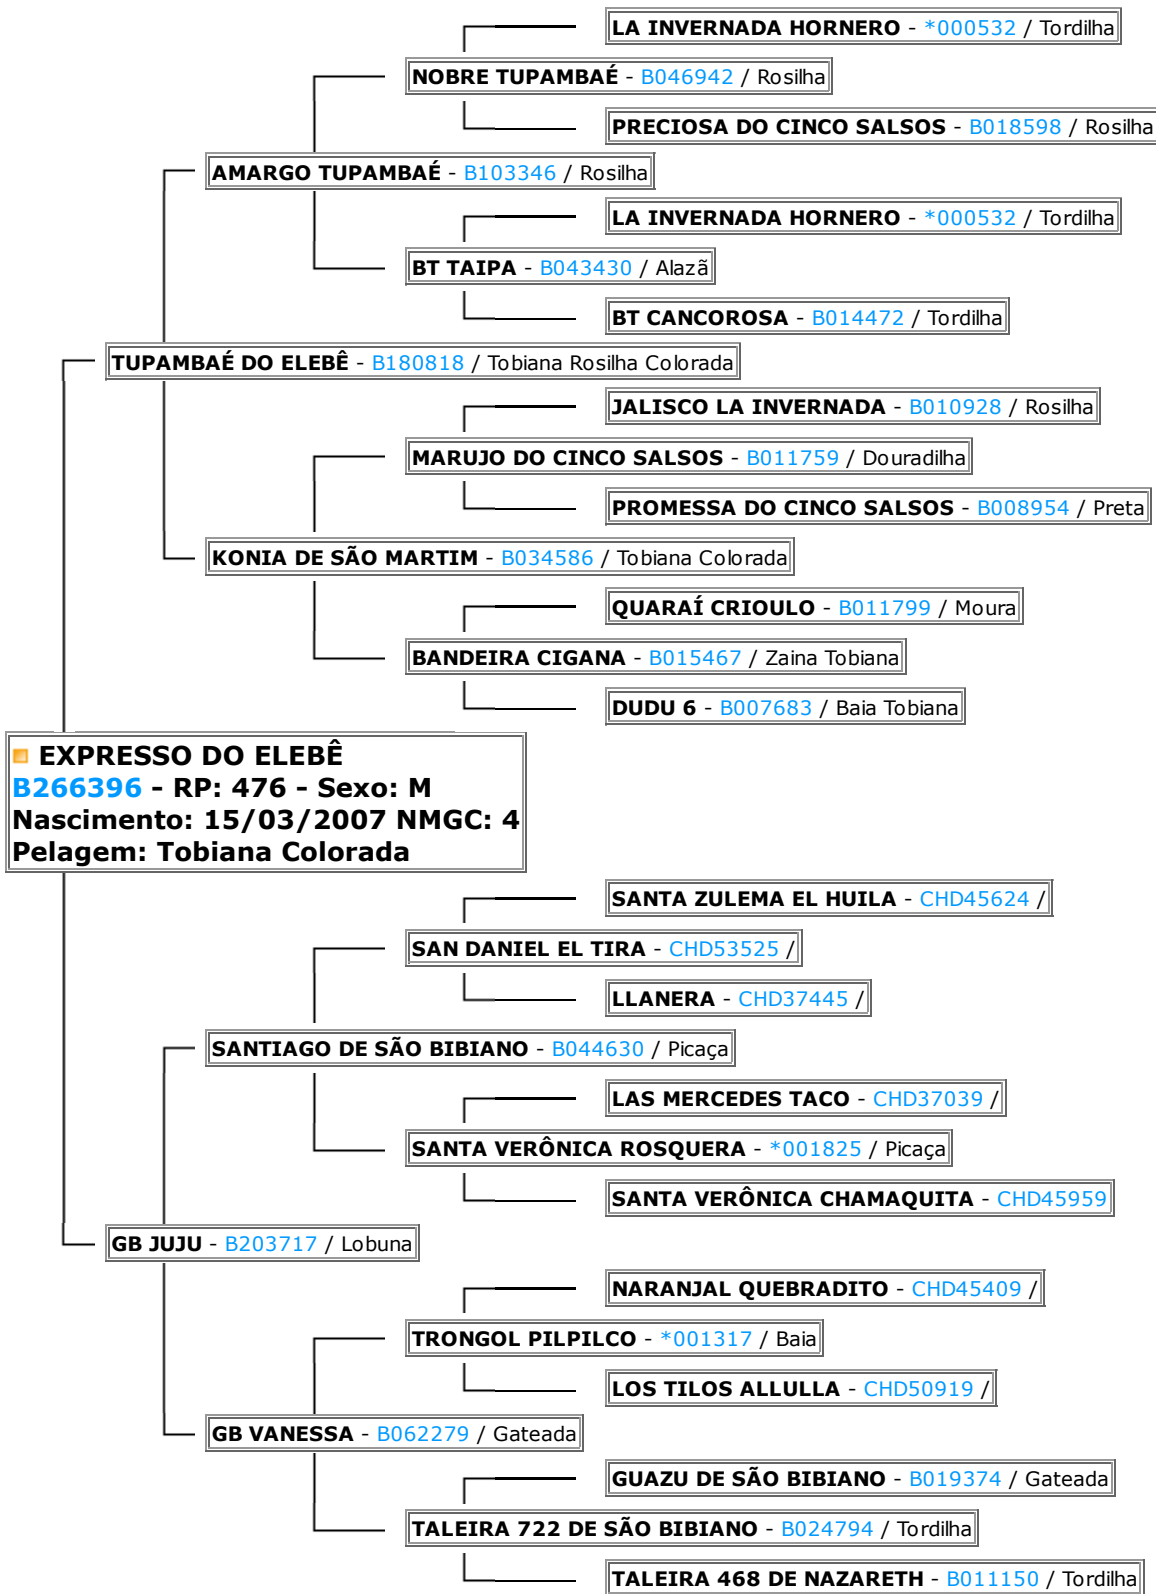 LA INVERNADA HORNERO - *000532 / Tordilha
NOBRE TUPAMBAÉ - B046942 / Rosilha
PRECIOSA DO CINCO SALSOS - B018598 / Rosilha
AMARGO TUPAMBAÉ - B103346 / Rosilha
LA INVERNADA HORNERO - *000532 / Tordilha
BT TAIPA - B043430 / Alazã
BT CANCOROSA - B014472 / Tordilha
TUPAMBAÉ DO ELEBÊ - B180818 / Tobiana Rosilha Colorada
JALISCO LA INVERNADA - B010928 / Rosilha
MARUJO DO CINCO SALSOS - B011759 / Douradilha
PROMESSA DO CINCO SALSOS - B008954 / Preta
KONIA DE SÃO MARTIM - B034586 / Tobiana Colorada
QUARAÍ CRIOULO - B011799 / Moura
BANDEIRA CIGANA - B015467 / Zaina Tobiana
DUDU 6 - B007683 / Baia Tobiana
EXPRESSO DO ELEBÊ
B266396 - RP: 476 - Sexo: M
Nascimento: 15/03/2007 NMGC: 4
Pelagem: Tobiana Colorada
SANTA ZULEMA EL HUILA - CHD45624 /
SAN DANIEL EL TIRA - CHD53525 /
LLANERA - CHD37445 /
SANTIAGO DE SÃO BIBIANO - B044630 / Picaça
LAS MERCEDES TACO - CHD37039 /
SANTA VERÔNICA ROSQUERA - *001825 / Picaça
SANTA VERÔNICA CHAMAQUITA - CHD45959
GB JUJU - B203717 / Lobuna
NARANJAL QUEBRADITO - CHD45409 /
TRONGOL PILPILCO - *001317 / Baia
LOS TILOS ALLULLA - CHD50919 /
GB VANESSA - B062279 / Gateada
GUAZU DE SÃO BIBIANO - B019374 / Gateada
TALEIRA 722 DE SÃO BIBIANO - B024794 / Tordilha
TALEIRA 468 DE NAZARETH - B011150 / Tordilha